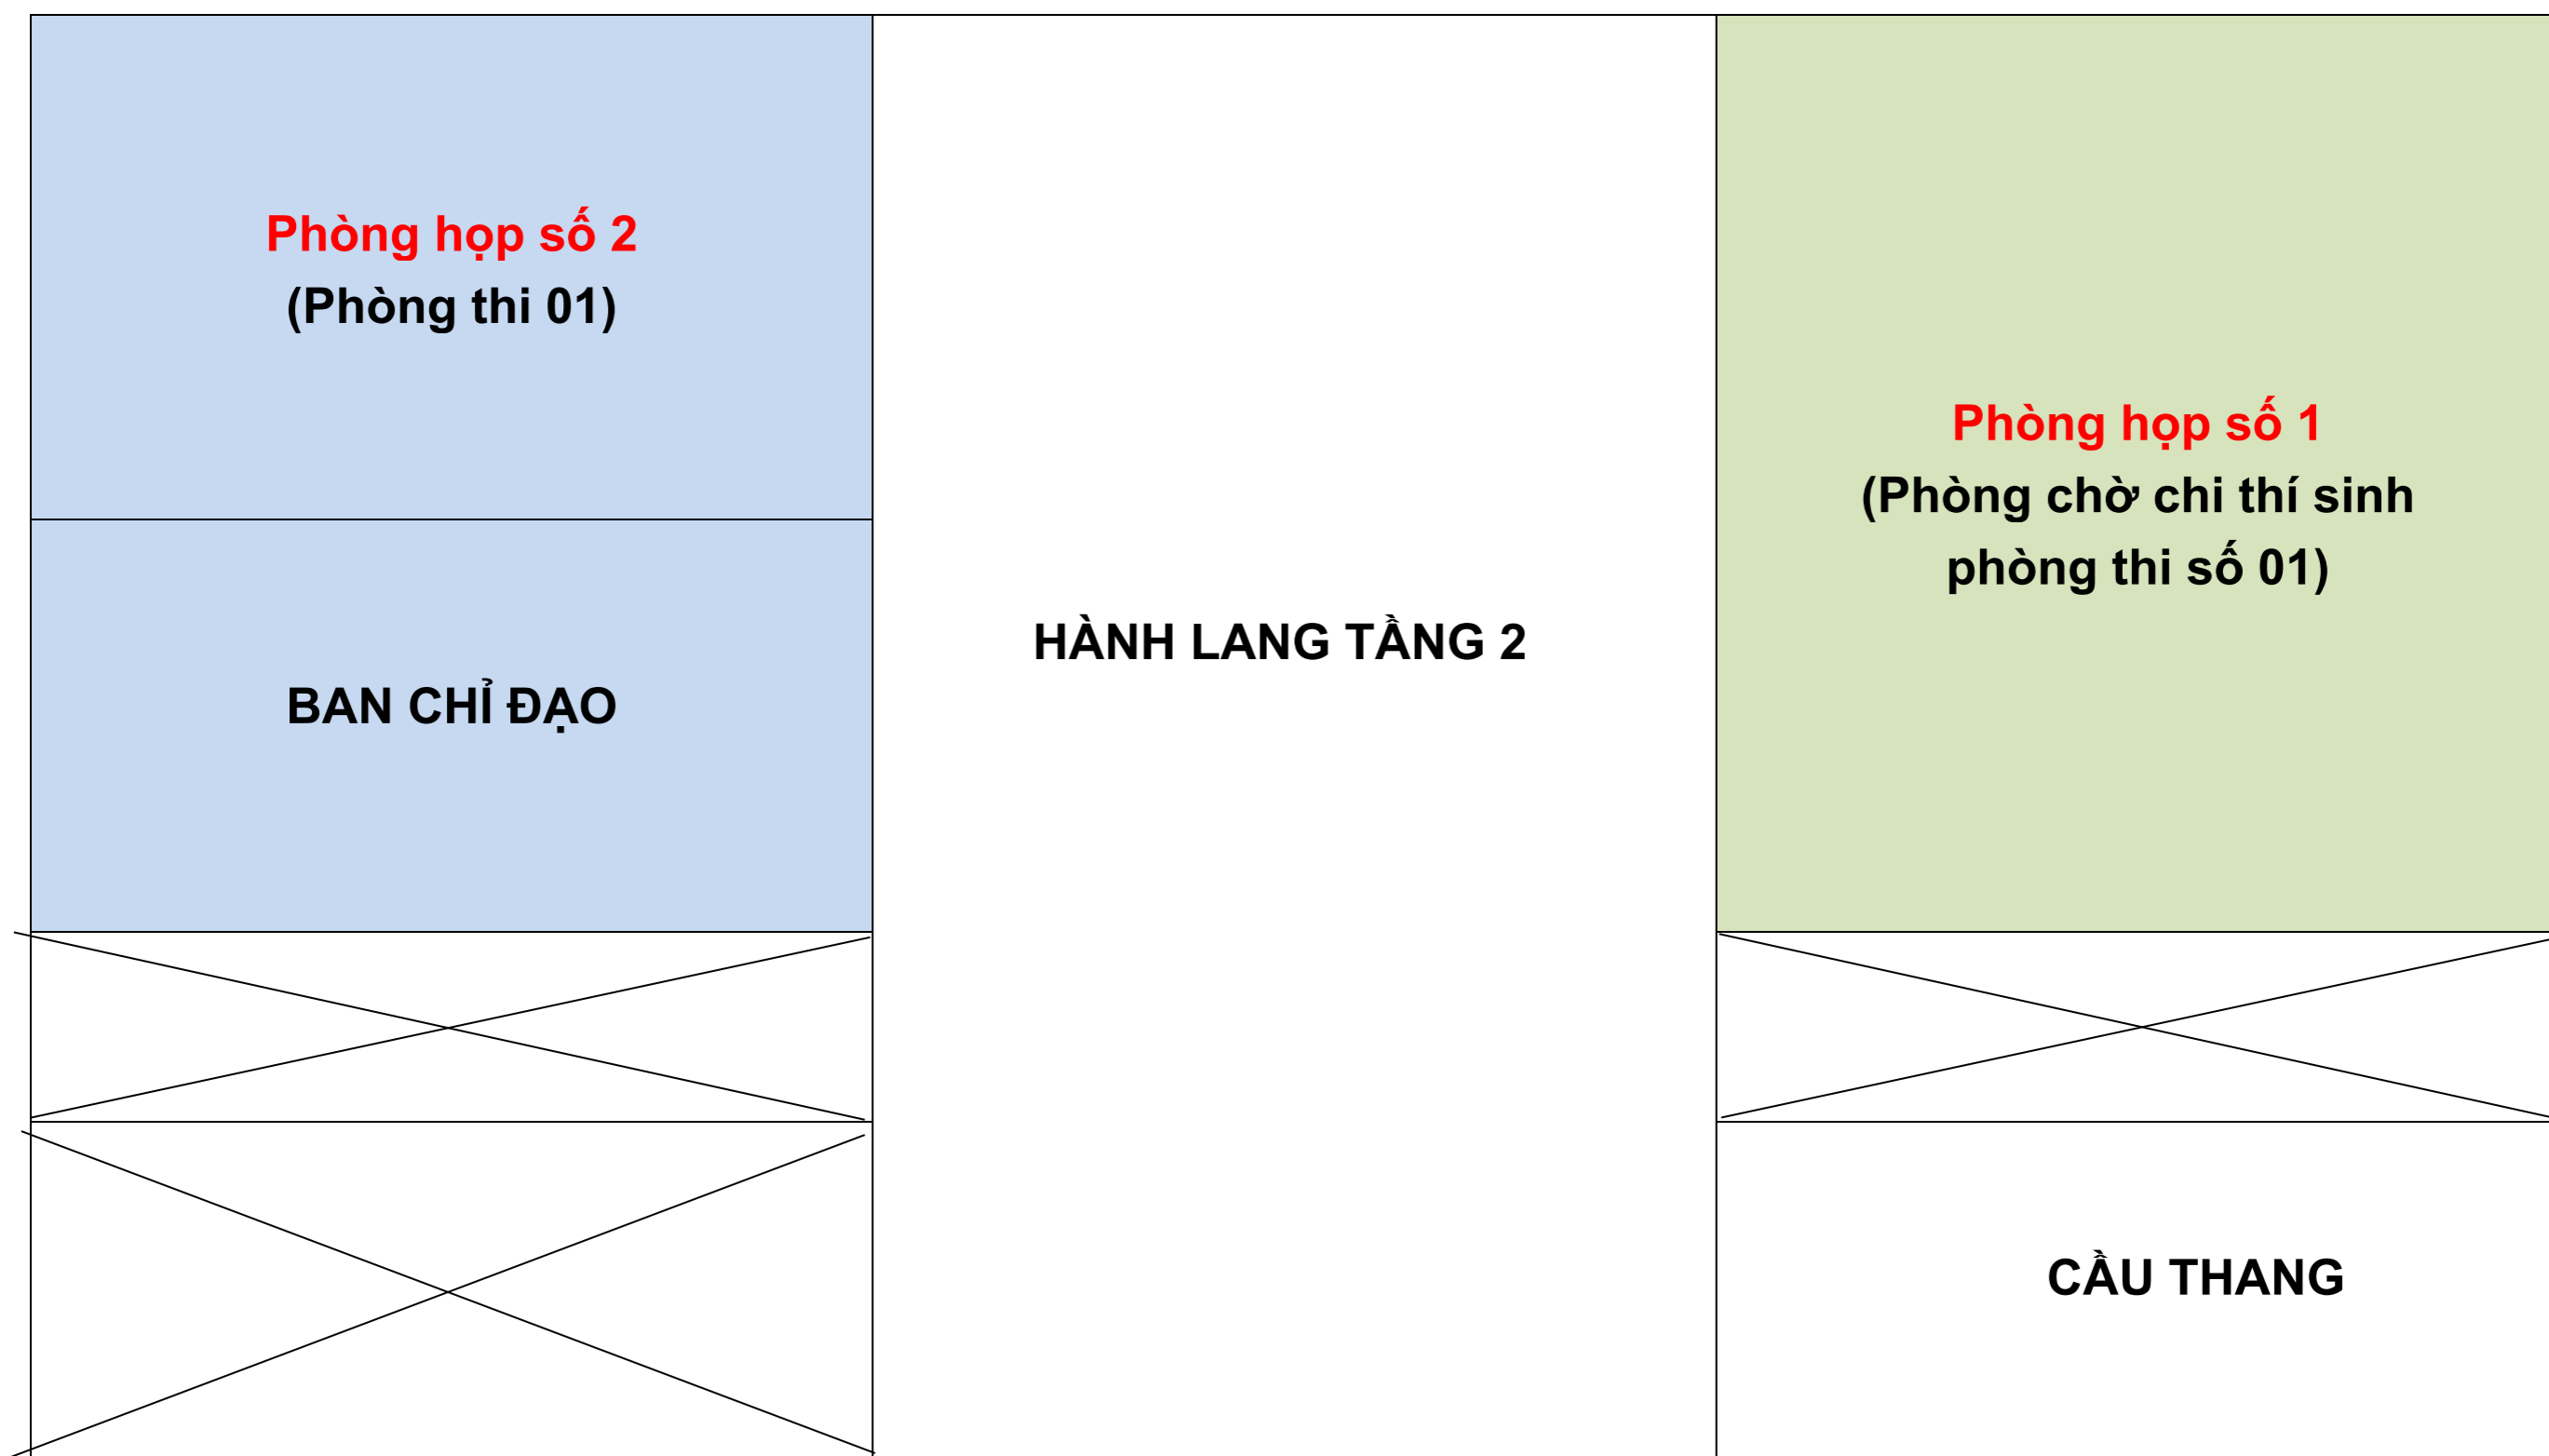 Phòng họp số 2
(Phòng thi 01)
BAN CHỈ ĐẠO
HÀNH LANG TẦNG 2
Phòng họp số 1
(Phòng chờ chi thí sinh
phòng thi số 01)
CẦU THANG